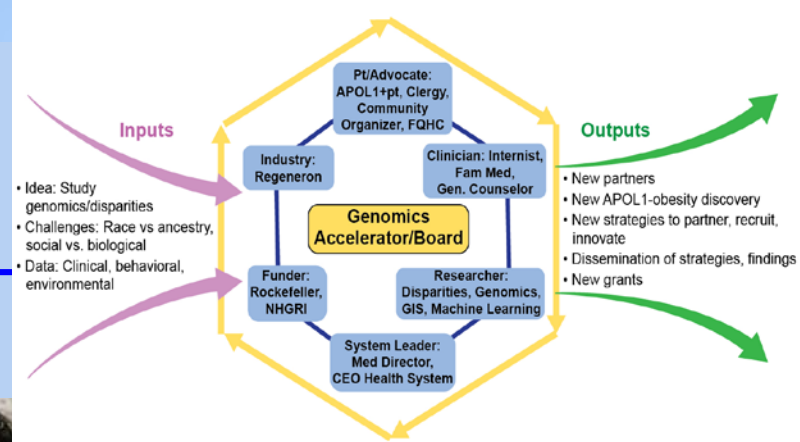 Pt/Advocate:
APOL1+pt, Clergy,
Community
Organizer, FQHC
Inputs
Outputs
Industry:
Regeneron
Clinician: Internist,
Fam Med,
Gen. Counselor
• Idea: Study
genomics/disparities
• Challenges: Race vs ancestry,
social vs. biological
• Data: Clinical, behavioral,
environmental
Genomics
Accelerator/Board
• New partners
• New APOL1-obesity discovery
• New strategies to partner, recruit,
innovate
• Dissemination of strategies, findings
• New grants
Funder:
Rockefeller,
NHGRI
Researcher:
Disparities, Genomics,
GIS, Machine Learning
System Leader:
Med Director,
CEO Health System